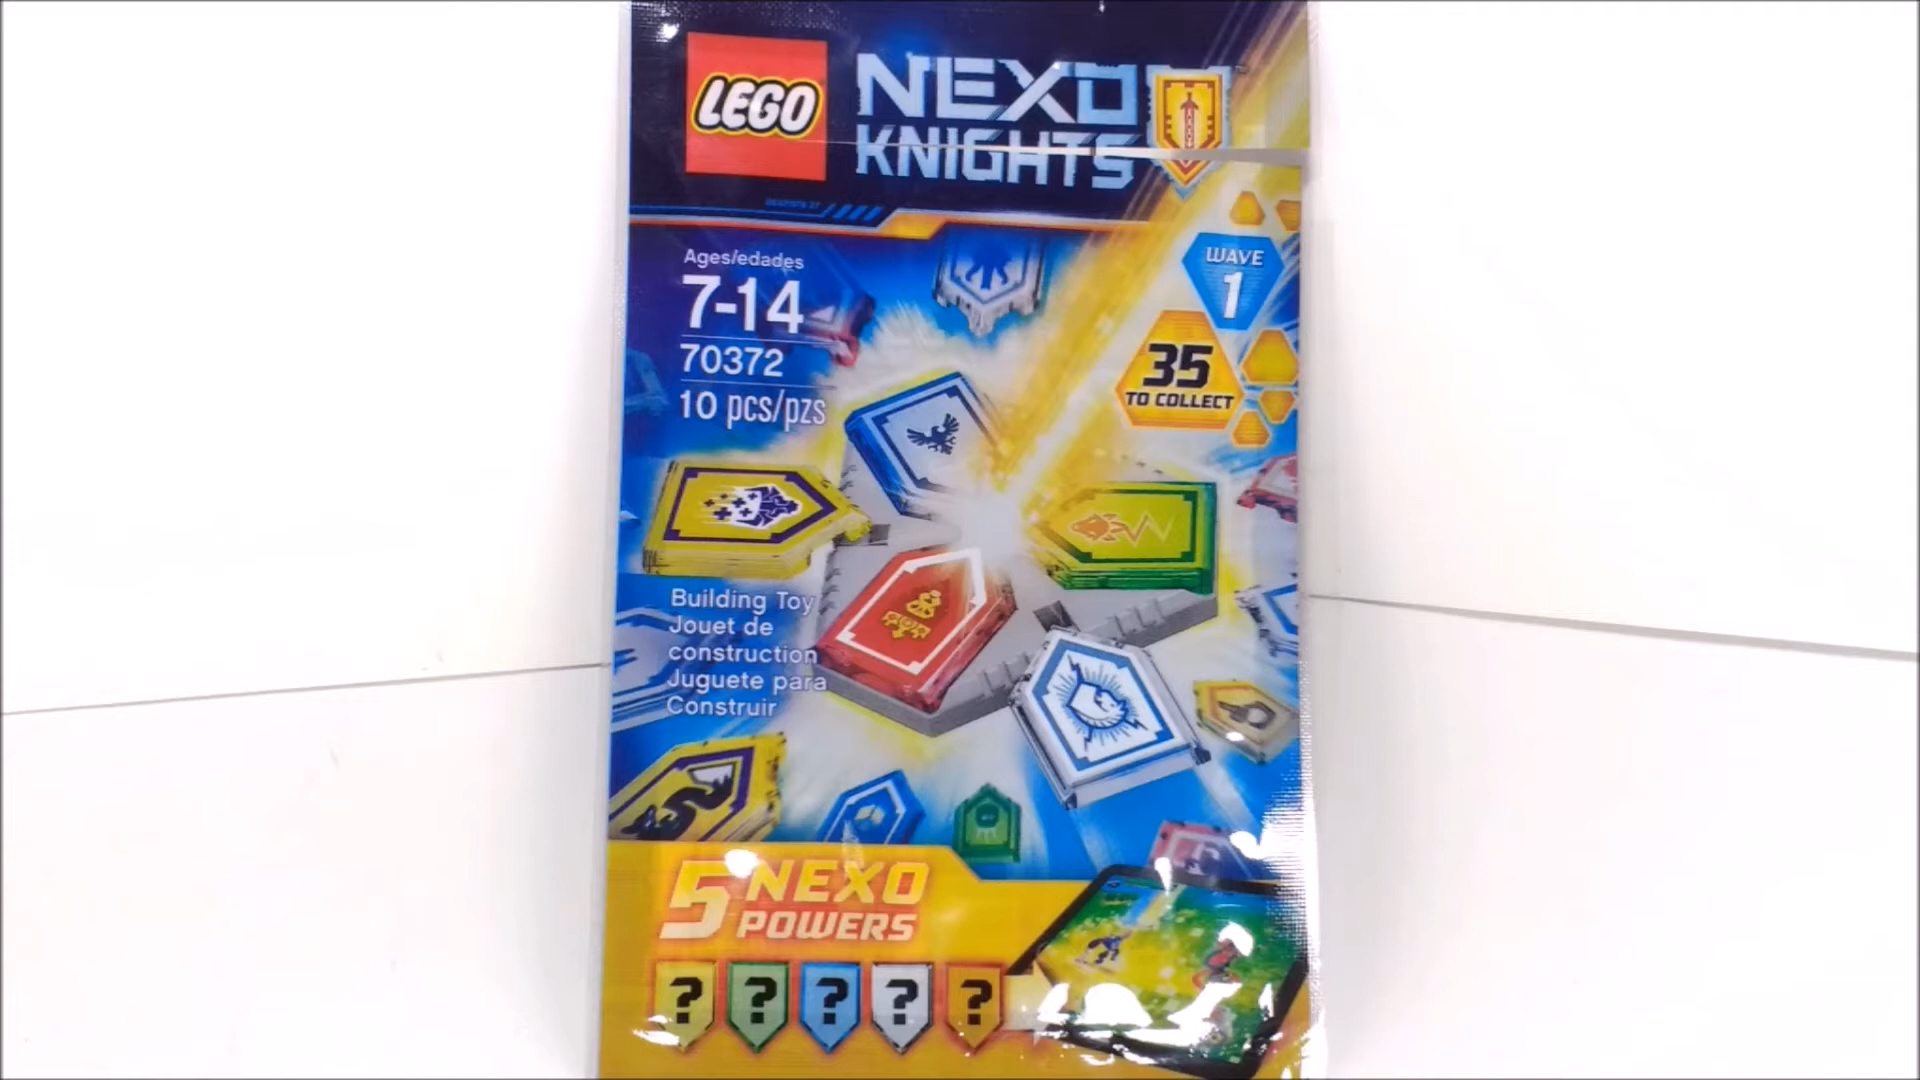 LEGO
NEXO
KNIGHTS
TM
Ages/edades
7-14
70372
10 pcs/pzs
WAVE
1
35
TO COLLECT
Building Toy
Jouet de
construction
Juguete para
Construir
5 NEXO
POWERS
? ? ? ? ?